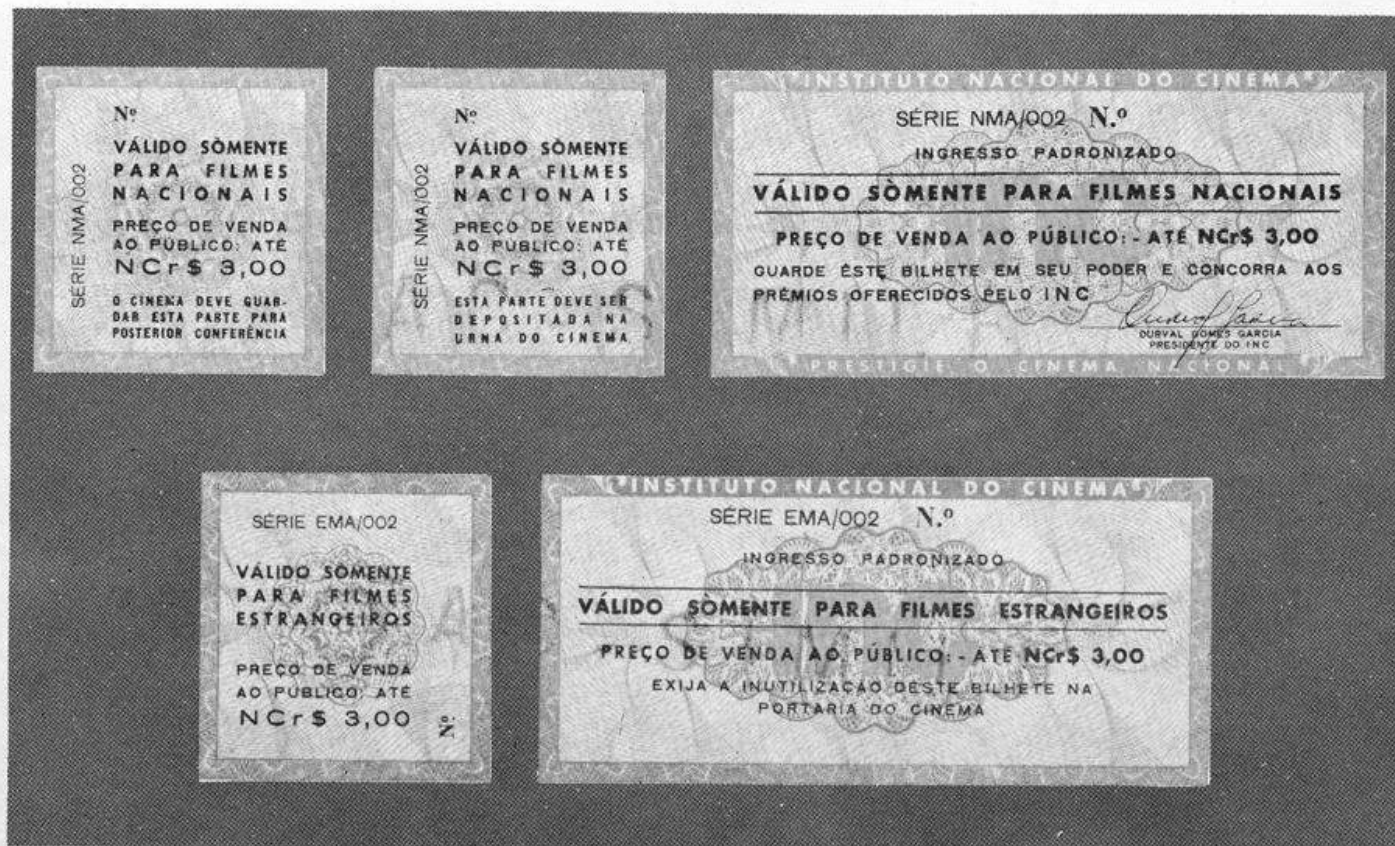 Nº
VÁLIDO SÒMENTE
PARA FILMES
NACIONAIS
PREÇO DE VENDA
AO PÚBLICO: ATÉ
NCr$ 3,00
O CINEMA DEVE GUAR-
DAR ESTA PARTE PARA
POSTERIOR CONFERÊNCIA
SÉRIE NMA/002
Nº
VÁLIDO SÒMENTE
PARA FILMES
NACIONAIS
PREÇO DE VENDA
AO PÚBLICO: ATÉ
NCr$ 3,00
ESTA PARTE DEVE SER
DEPOSITADA NA
URNA DO CINEMA
SÉRIE NMA/002
INSTITUTO NACIONAL DO CINEMA
SÉRIE NMA/002 N.º
INGRESSO PADRONIZADO
VÁLIDO SÒMENTE PARA FILMES NACIONAIS
PREÇO DE VENDA AO PÚBLICO: - ATÉ NCr$ 3,00
GUARDE ÊSTE BILHETE EM SEU PODER E CONCORRA AOS
PRÊMIOS OFERECIDOS PELO INC
DURVAL GOMES GARCIA
PRESIDENTE DO INC
PRESTIGIE O CINEMA NACIONAL
SÉRIE EMA/002
VÁLIDO SÒMENTE
PARA FILMES
ESTRANGEIROS
PREÇO DE VENDA
AO PÚBLICO: ATÉ
NCr$ 3,00
Nº
INSTITUTO NACIONAL DO CINEMA
SÉRIE EMA/002 N.º
INGRESSO PADRONIZADO
VÁLIDO SÒMENTE PARA FILMES ESTRANGEIROS
PREÇO DE VENDA AO PÚBLICO: - ATÉ NCr$ 3,00
EXIJA A INUTILIZAÇÃO DESTE BILHETE NA
PORTARIA DO CINEMA